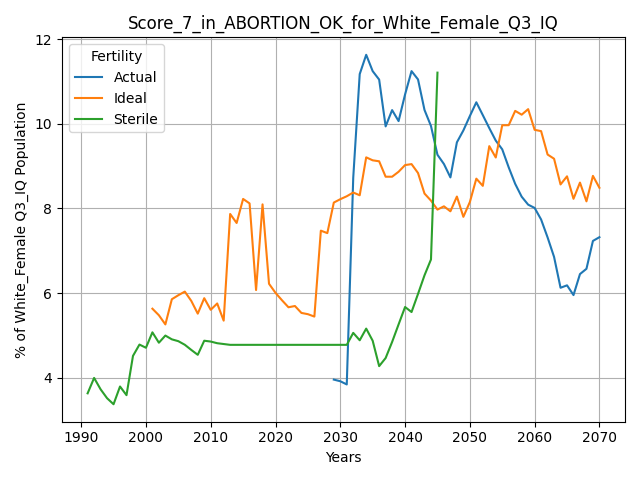 Score_7_in_ABORTION_OK_for_White_Female_Q3_IQ
% of White_Female Q3_IQ Population
12
10
8
6
4
Fertility
Actual
Ideal
Sterile
1990 2000 2010 2020 2030 2040 2050 2060 2070
Years